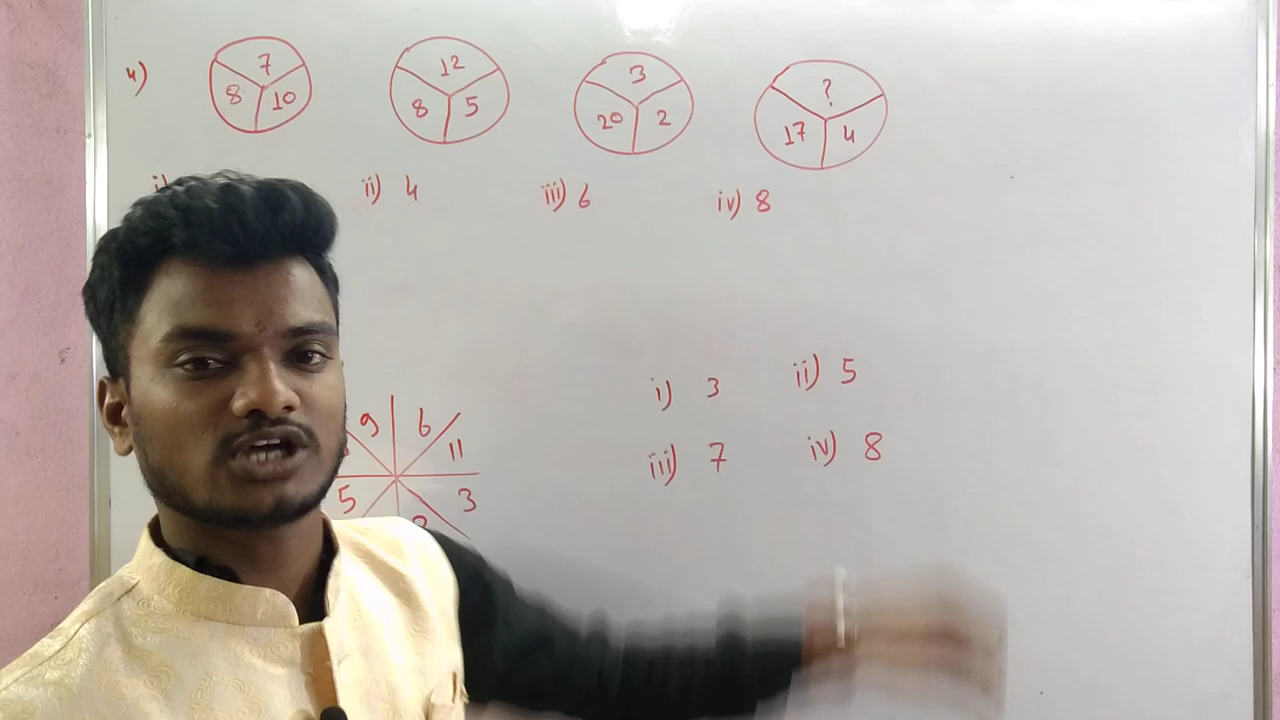 4) 7 8 10 12 8 5 3 20 2 ? 17 4
i) ii) 4 iii) 6 iv) 8
i) 3 ii) 5
iii) 7 iv) 8
9 6 11
5 3